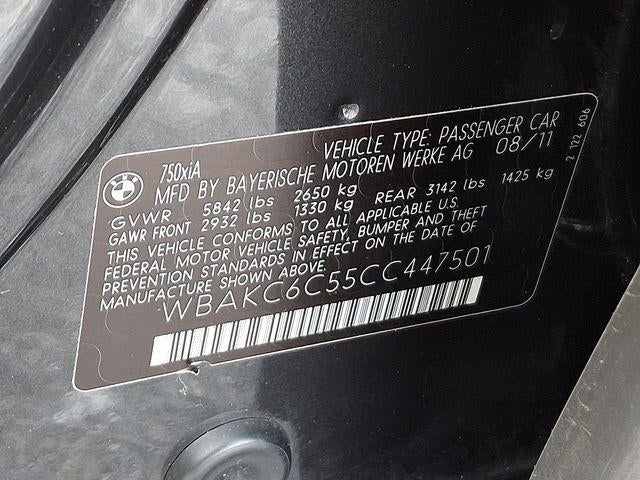 BMW
750xiA VEHICLE TYPE: PASSENGER CAR
MFD BY BAYERISCHE MOTOREN WERKE AG 08/11
GVWR 5842 lbs 2650 kg
GAWR FRONT 2932 lbs 1330 kg REAR 3142 lbs 1425 kg
THIS VEHICLE CONFORMS TO ALL APPLICABLE U.S.
FEDERAL MOTOR VEHICLE SAFETY, BUMPER AND THEFT
PREVENTION STANDARDS IN EFFECT ON THE DATE OF
MANUFACTURE SHOWN ABOVE.
WBAKC6C55CC447501
2 122 606